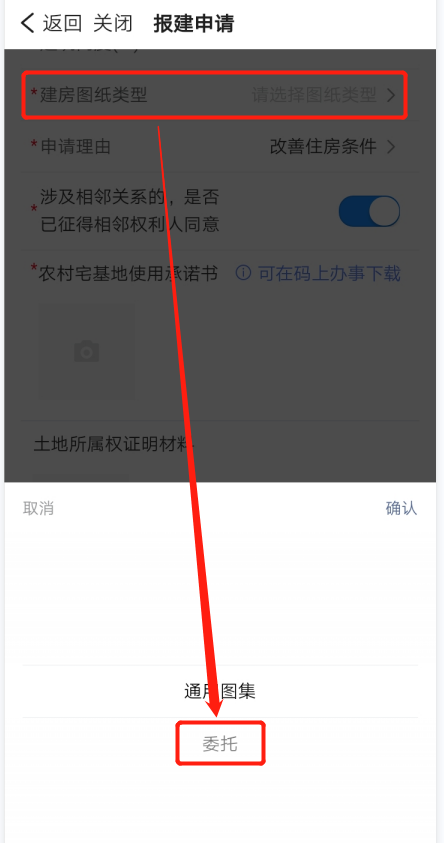 返回 关闭 报建申请
*建房图纸类型 请选择图纸类型
*申请理由 改善住房条件
涉及相邻关系的，是否
*已征得相邻权利人同意
*农村宅基地使用承诺书 可在码上办事下载
土地所属权证明材料
取消 确认
通用图集
委托